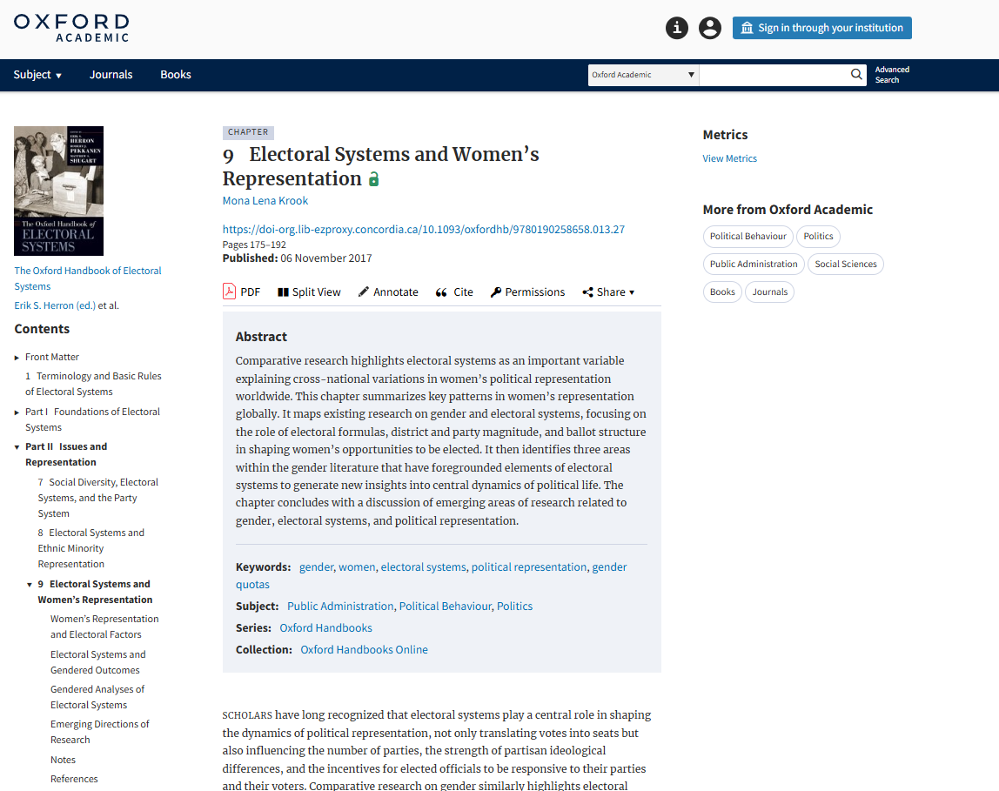 OXFORD
ACADEMIC
Sign in through your institution
Subject
Journals
Books
Oxford Academic
Advanced
Search
ERIK S.
HERRON
ROBERT J.
PEKKANEN
MATTHEW S.
SHUGART
The Oxford Handbook of
ELECTORAL
SYSTEMS
The Oxford Handbook of Electoral
Systems
Erik S. Herron (ed.) et al.
Contents
Front Matter
1 Terminology and Basic Rules
of Electoral Systems
Part I Foundations of Electoral
Systems
Part II Issues and
Representation
7 Social Diversity, Electoral
Systems, and the Party
System
8 Electoral Systems and
Ethnic Minority
Representation
9 Electoral Systems and
Women’s Representation
Women’s Representation
and Electoral Factors
Electoral Systems and
Gendered Outcomes
Gendered Analyses of
Electoral Systems
Emerging Directions of
Research
Notes
References
CHAPTER
9 Electoral Systems and Women’s
Representation
Mona Lena Krook
https://doi-org.lib-ezproxy.concordia.ca/10.1093/oxfordhb/9780190258658.013.27
Pages 175–192
Published: 06 November 2017
PDF
Split View
Annotate
Cite
Permissions
Share
Abstract
Comparative research highlights electoral systems as an important variable
explaining cross-national variations in women’s political representation
worldwide. This chapter summarizes key patterns in women’s representation
globally. It maps existing research on gender and electoral systems, focusing on
the role of electoral formulas, district and party magnitude, and ballot structure
in shaping women’s opportunities to be elected. It then identifies three areas
within the gender literature that have foregrounded elements of electoral
systems to generate new insights into central dynamics of political life. The
chapter concludes with a discussion of emerging areas of research related to
gender, electoral systems, and political representation.
Keywords: gender, women, electoral systems, political representation, gender
quotas
Subject: Public Administration, Political Behaviour, Politics
Series: Oxford Handbooks
Collection: Oxford Handbooks Online
SCHOLARS have long recognized that electoral systems play a central role in shaping
the dynamics of political representation, not only translating votes into seats but
also influencing the number of parties, the strength of partisan ideological
differences, and the incentives for elected officials to be responsive to their parties
and their voters. Comparative research on gender similarly highlights electoral
Metrics
View Metrics
More from Oxford Academic
Political Behaviour
Politics
Public Administration
Social Sciences
Books
Journals